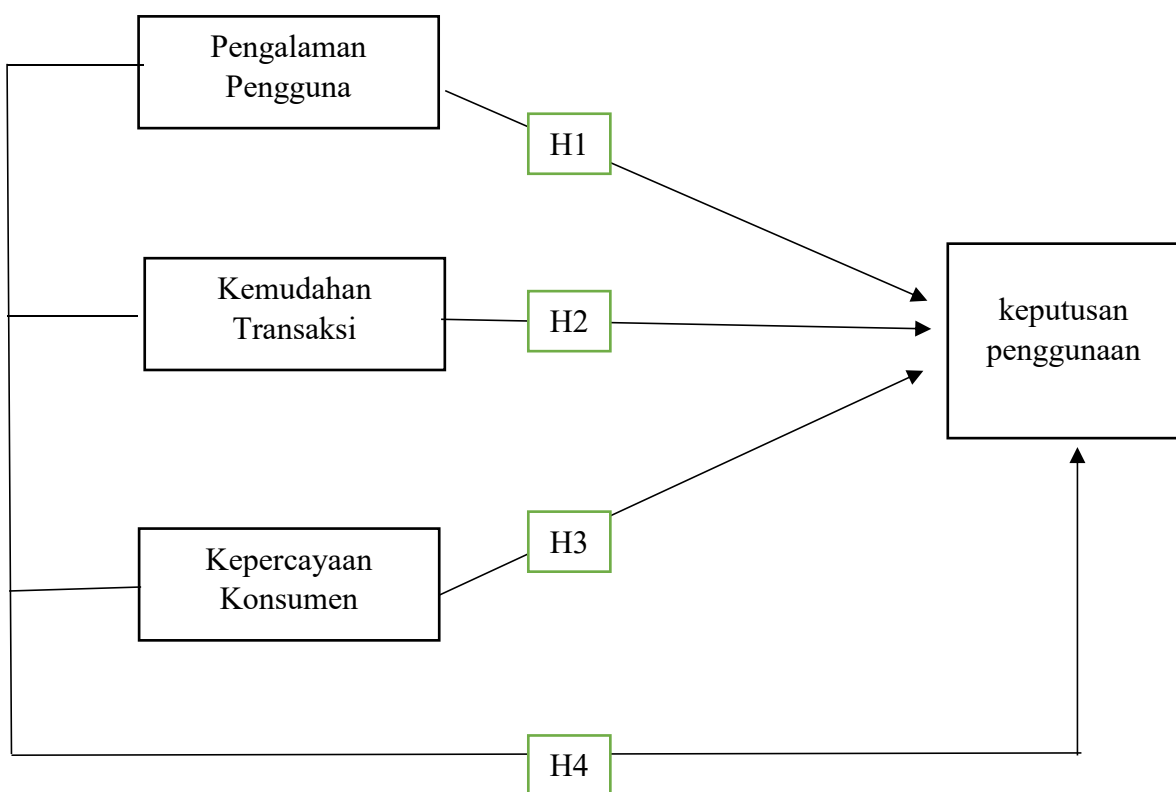 Pengalaman
Pengguna
H1
Kemudahan
Transaksi
H2
keputusan
penggunaan
Kepercayaan
Konsumen
H3
H4